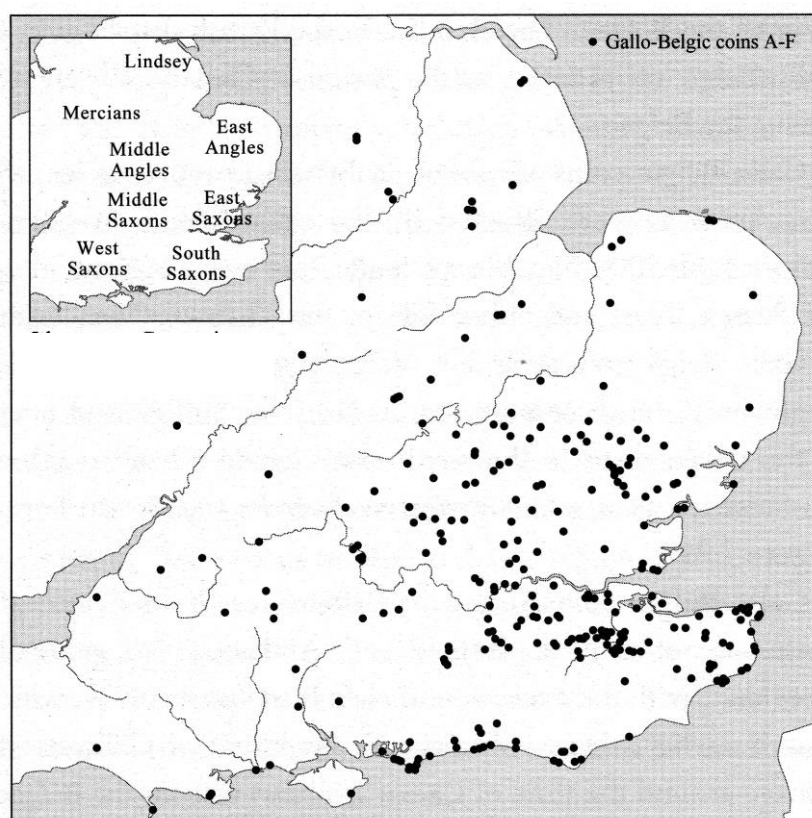 Gallo-Belgic coins A-F
Lindsey
Mercians
East
Angles
Middle
Angles
Middle
Saxons
East
Saxons
West
Saxons
South
Saxons